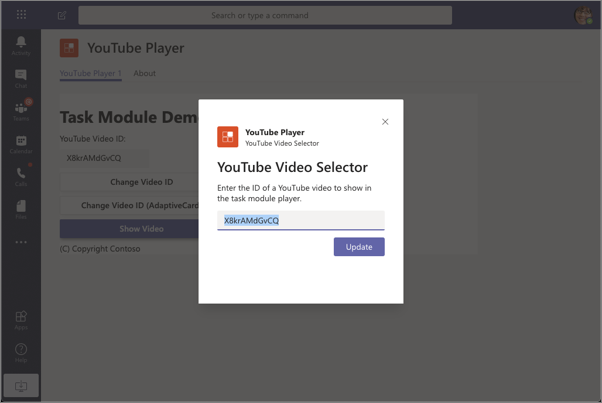 Search or type a command
Activity
Chat
Teams
Calendar
Calls
Files
Apps
Help
YouTube Player
YouTube Player 1
About
Task Module Demo
YouTube Video ID:
X8krAMdGvCQ
Change Video ID
Change Video ID (AdaptiveCard
Show Video
(C) Copyright Contoso
YouTube Player
YouTube Video Selector
YouTube Video Selector
Enter the ID of a YouTube video to show in
the task module player.
X8krAMdGvCQ
Update